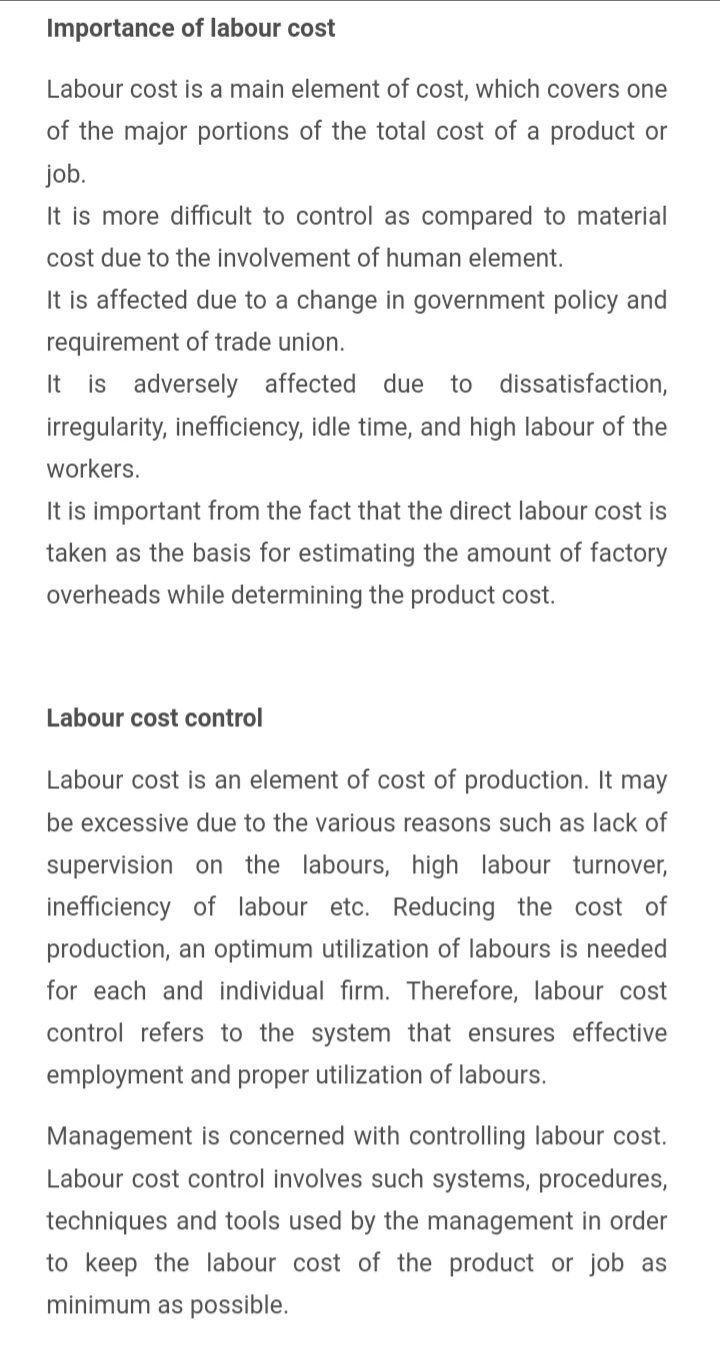 Importance of labour cost
Labour cost is a main element of cost, which covers one
of the major portions of the total cost of a product or
job.
It is more difficult to control as compared to material
cost due to the involvement of human element.
It is affected due to a change in government policy and
requirement of trade union.
It is adversely affected due to dissatisfaction,
irregularity, inefficiency, idle time, and high labour of the
workers.
It is important from the fact that the direct labour cost is
taken as the basis for estimating the amount of factory
overheads while determining the product cost.
Labour cost control
Labour cost is an element of cost of production. It may
be excessive due to the various reasons such as lack of
supervision on the labours, high labour turnover,
inefficiency of labour etc. Reducing the cost of
production, an optimum utilization of labours is needed
for each and individual firm. Therefore, labour cost
control refers to the system that ensures effective
employment and proper utilization of labours.
Management is concerned with controlling labour cost.
Labour cost control involves such systems, procedures,
techniques and tools used by the management in order
to keep the labour cost of the product or job as
minimum as possible.